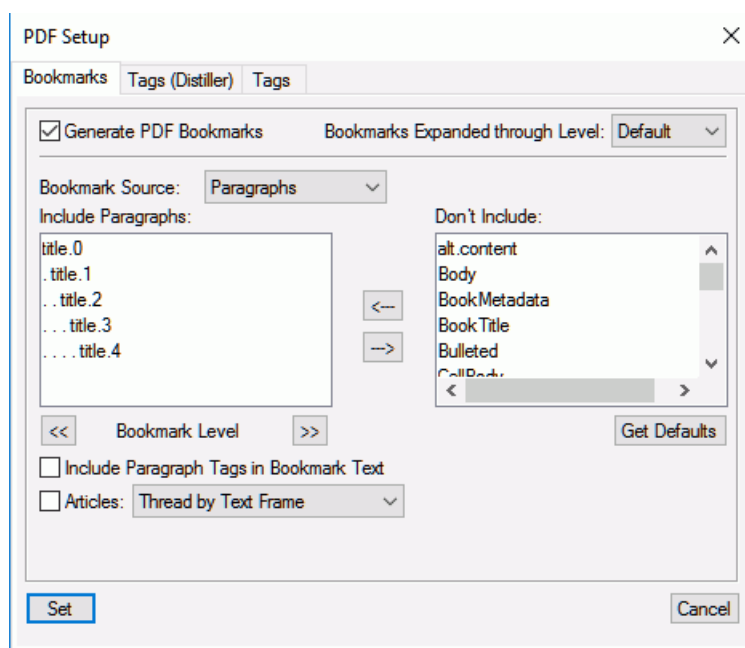 PDF Setup
Bookmarks Tags (Distiller) Tags
Generate PDF Bookmarks Bookmarks Expanded through Level: Default
Bookmark Source: Paragraphs
Include Paragraphs: Don't Include:
title.0 alt.content
. title.1 Body
. . title.2 BookMetadata
<---
. . . title.3 BookTitle
. . . . title.4 Bulleted
--->
CellBody
<< Bookmark Level >> Get Defaults
Include Paragraph Tags in Bookmark Text
Articles: Thread by Text Frame
Set Cancel